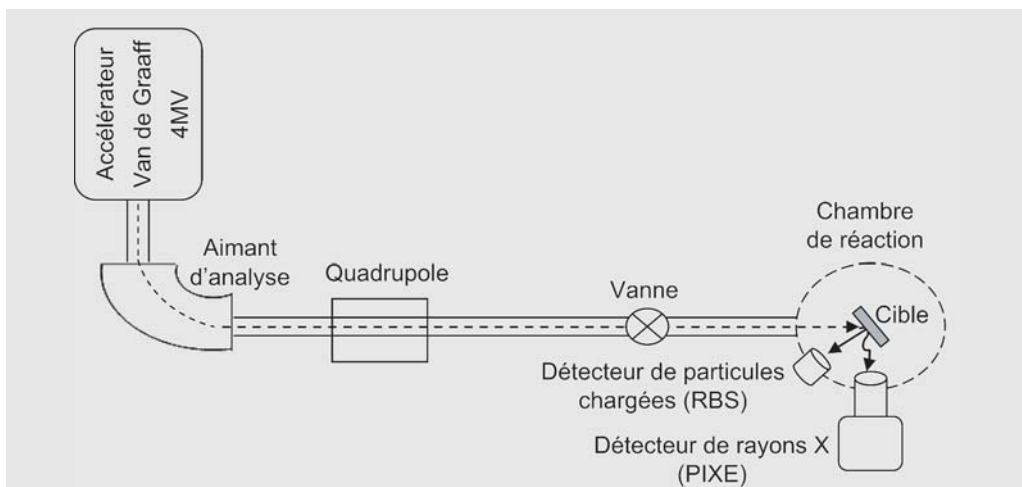 Accélérateur
Van de Graaff
4MV
Aimant
d'analyse
Quadrupole
Vanne
Chambre
de réaction
Cible
Détecteur de particules
chargées (RBS)
Détecteur de rayons X
(PIXE)